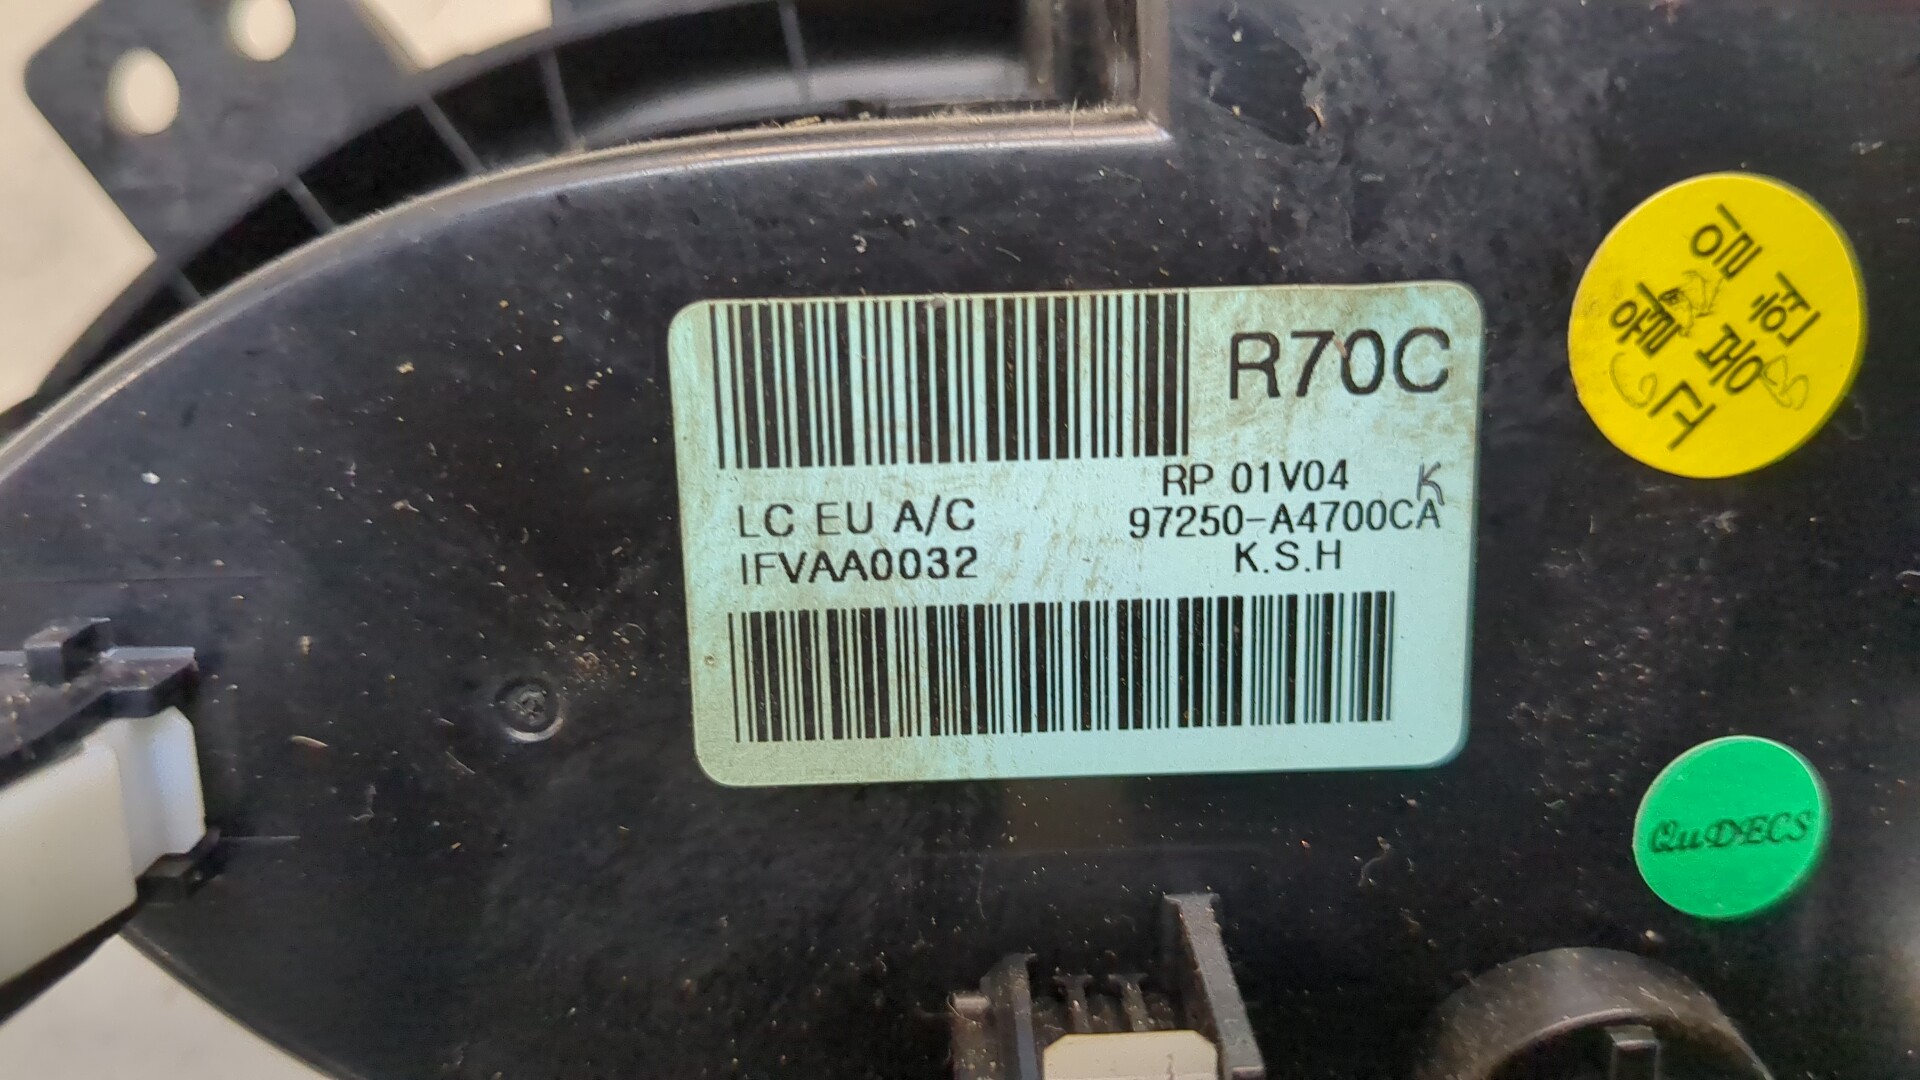 R70C
RP 01V04 K
LC EU A/C
97250-A4700CA
IFVAA0032
K.S.H
QuDECS